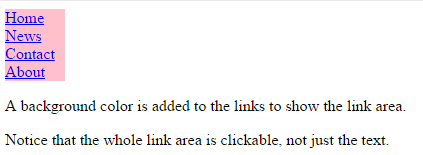 Home
News
Contact
About
A background color is added to the links to show the link area.
Notice that the whole link area is clickable, not just the text.